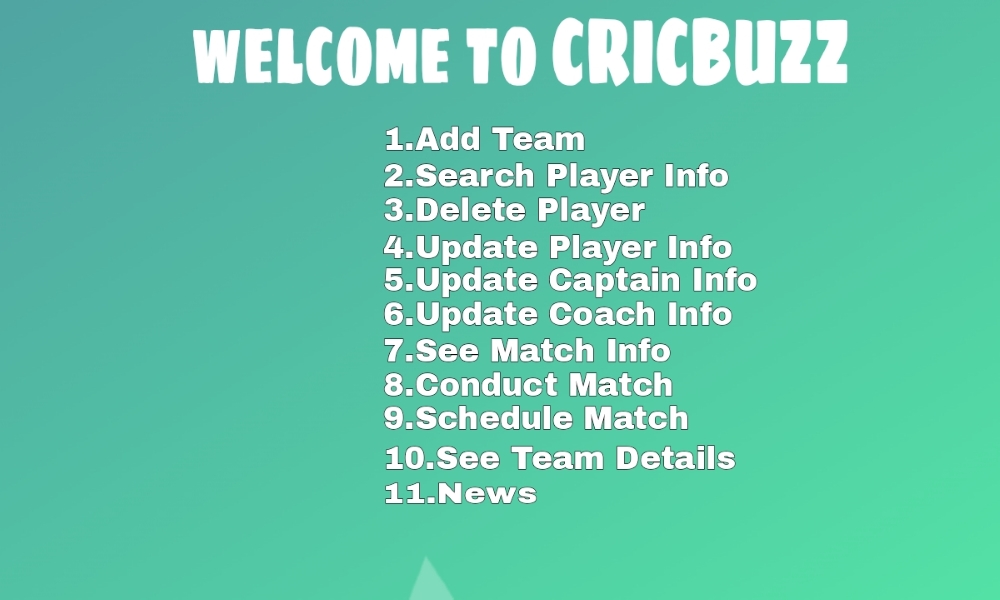 WELCOME TO CRICBUZZ
1.Add Team
2.Search Player Info
3.Delete Player
4.Update Player Info
5.Update Captain Info
6.Update Coach Info
7.See Match Info
8.Conduct Match
9.Schedule Match
10.See Team Details
11.News